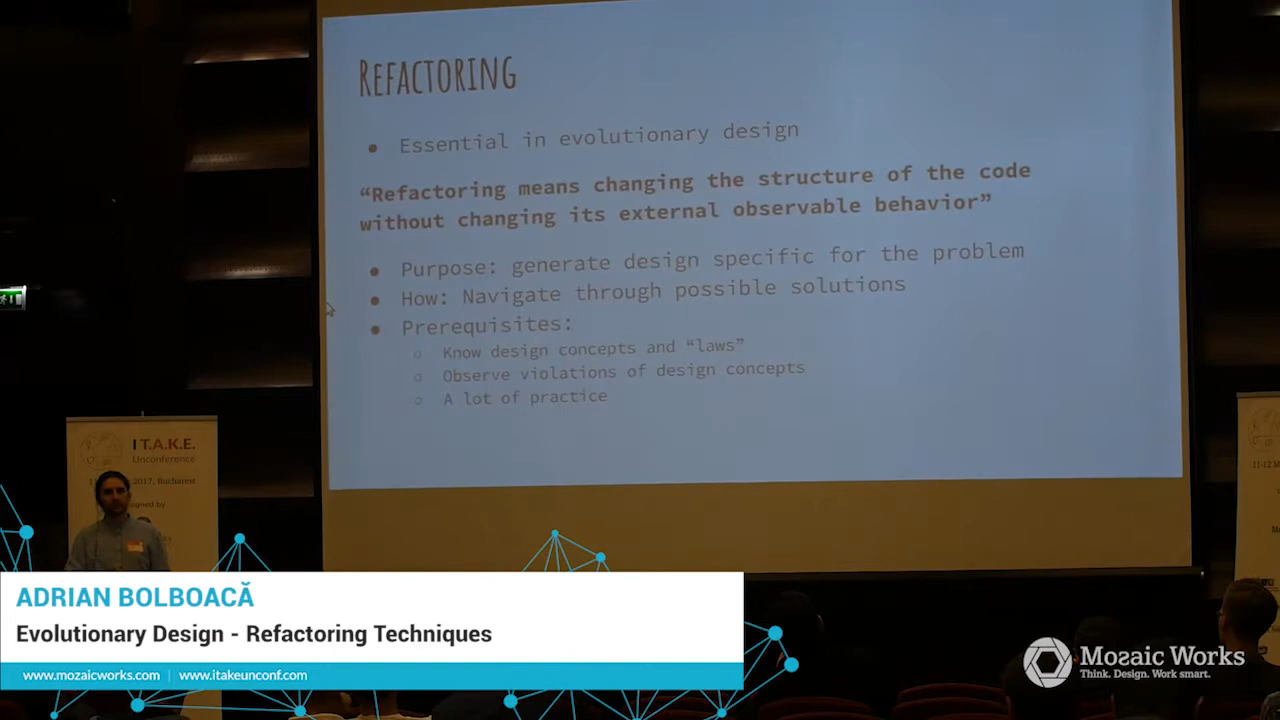 REFACTORING
● Essential in evolutionary design
“Refactoring means changing the structure of the code
without changing its external observable behavior”
● Purpose: generate design specific for the problem
● How: Navigate through possible solutions
● Prerequisites:
○ Know design concepts and “laws”
○ Observe violations of design concepts
○ A lot of practice
I T.A.K.E.
Unconference
2017, Bucharest
11-12 M
ADRIAN BOLBOACĂ
Evolutionary Design - Refactoring Techniques
www.mozaicworks.com | www.itakeunconf.com
Mozaic Works
Think. Design. Work smart.